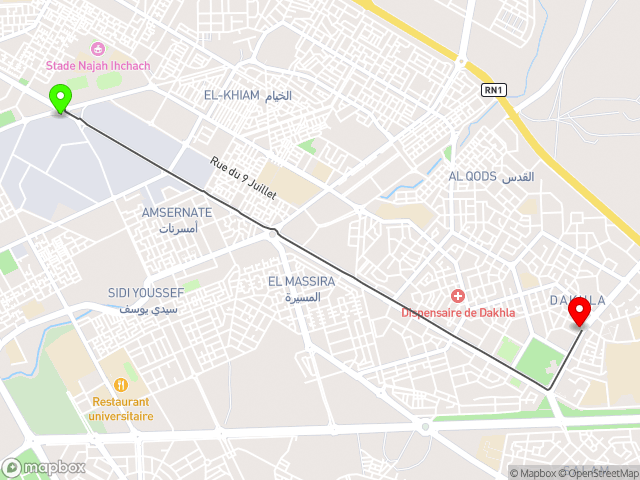 Stade Najah Ihchach
EL-KHIAM الخيام
RN1
Rue du 9 Juillet
AL QODS القدس
AMSERNATE
أمسرنات
EL MASSIRA
المسيرة
SIDI YOUSSEF
سيدي يوسف
DAKHLA
Dispensaire de Dakhla
Restaurant
universitaire
mapbox
© Mapbox © OpenStreetMap